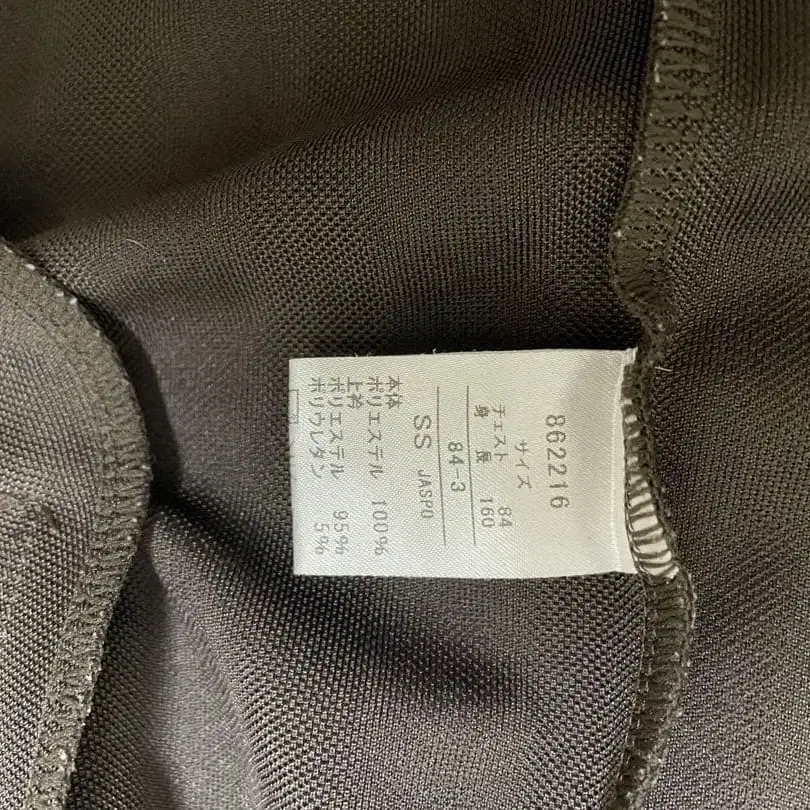 862216
サイズ
チェスト 84
身長 160
84-3
SS JASPO
本体
ポリエステル 100%
上衿
ポリエステル 95%
ポリウレタン 5%